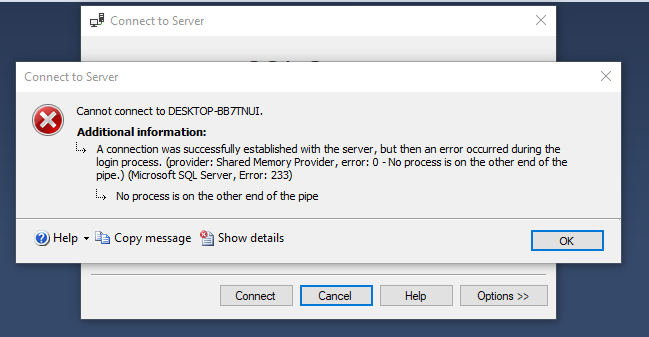 Connect to Server
Connect to Server
Cannot connect to DESKTOP-BB7TNUI.
Additional information:
A connection was successfully established with the server, but then an error occurred during the
login process. (provider: Shared Memory Provider, error: 0 - No process is on the other end of the
pipe.) (Microsoft SQL Server, Error: 233)
No process is on the other end of the pipe
Help Copy message Show details OK
Connect Cancel Help Options >>